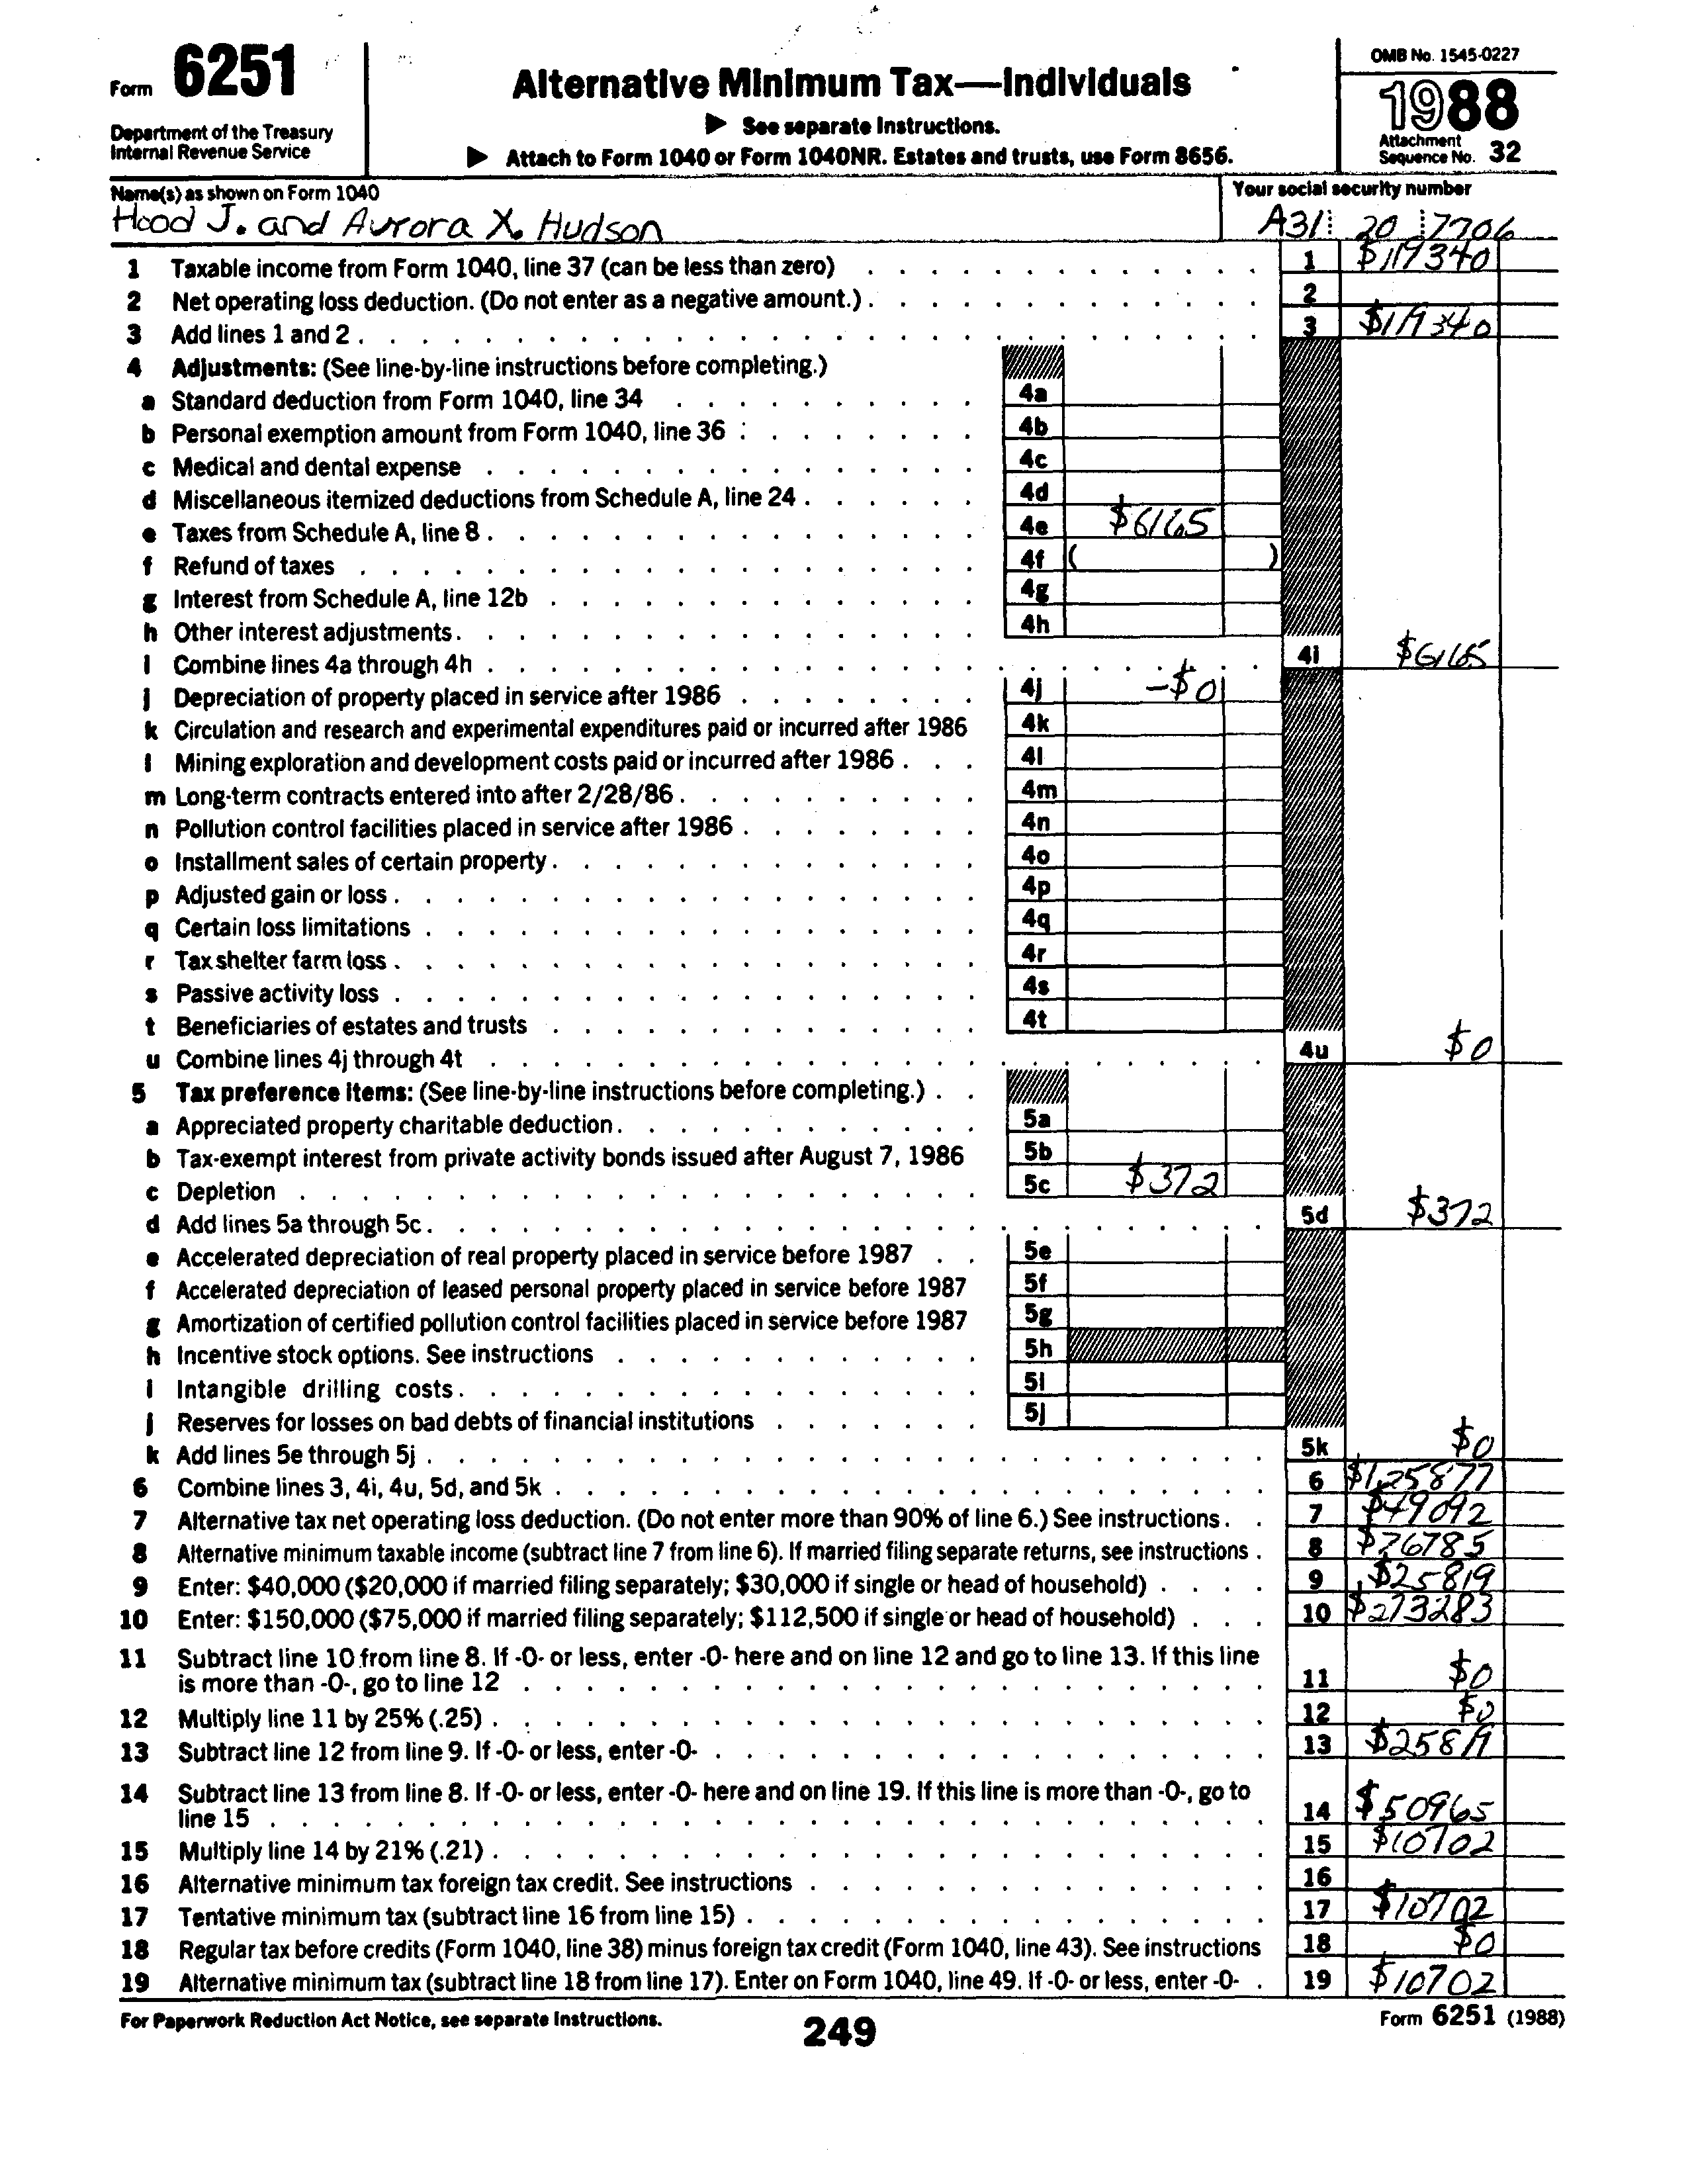 Form 6251
Department of the Treasury
Internal Revenue Service
Alternative Minimum Tax—Individuals
▶ See separate Instructions.
▶ Attach to Form 1040 or Form 1040NR. Estates and trusts, use Form 8656.
OMB No. 1545-0227
1988
Attachment
Sequence No. 32
Name(s) as shown on Form 1040
Hood J. and Aurora X. Hudson
Your social security number
A31 20 7706
1 Taxable income from Form 1040, line 37 (can be less than zero) 1 $119340
2 Net operating loss deduction. (Do not enter as a negative amount.) 2
3 Add lines 1 and 2 3 $119340
4 Adjustments: (See line-by-line instructions before completing.)
a Standard deduction from Form 1040, line 34 4a
b Personal exemption amount from Form 1040, line 36 4b
c Medical and dental expense 4c
d Miscellaneous itemized deductions from Schedule A, line 24 4d
e Taxes from Schedule A, line 8 4e $6165
f Refund of taxes 4f ( )
g Interest from Schedule A, line 12b 4g
h Other interest adjustments 4h
i Combine lines 4a through 4h 4i $6165
j Depreciation of property placed in service after 1986 4j -$0
k Circulation and research and experimental expenditures paid or incurred after 1986 4k
l Mining exploration and development costs paid or incurred after 1986 4l
m Long-term contracts entered into after 2/28/86 4m
n Pollution control facilities placed in service after 1986 4n
o Installment sales of certain property 4o
p Adjusted gain or loss 4p
q Certain loss limitations 4q
r Tax shelter farm loss 4r
s Passive activity loss 4s
t Beneficiaries of estates and trusts 4t
u Combine lines 4j through 4t 4u $0
5 Tax preference items: (See line-by-line instructions before completing.)
a Appreciated property charitable deduction 5a
b Tax-exempt interest from private activity bonds issued after August 7, 1986 5b
c Depletion 5c $372
d Add lines 5a through 5c 5d $372
e Accelerated depreciation of real property placed in service before 1987 5e
f Accelerated depreciation of leased personal property placed in service before 1987 5f
g Amortization of certified pollution control facilities placed in service before 1987 5g
h Incentive stock options. See instructions 5h
i Intangible drilling costs 5i
j Reserves for losses on bad debts of financial institutions 5j
k Add lines 5e through 5j 5k $0
6 Combine lines 3, 4i, 4u, 5d, and 5k 6 $125877
7 Alternative tax net operating loss deduction. (Do not enter more than 90% of line 6.) See instructions 7 $49092
8 Alternative minimum taxable income (subtract line 7 from line 6). If married filing separate returns, see instructions 8 $76785
9 Enter: $40,000 ($20,000 if married filing separately; $30,000 if single or head of household) 9 $25819
10 Enter: $150,000 ($75,000 if married filing separately; $112,500 if single or head of household) 10 $273283
11 Subtract line 10 from line 8. If -0- or less, enter -0- here and on line 12 and go to line 13. If this line
is more than -0-, go to line 12 11 $0
12 Multiply line 11 by 25% (.25) 12 $0
13 Subtract line 12 from line 9. If -0- or less, enter -0- 13 $25819
14 Subtract line 13 from line 8. If -0- or less, enter -0- here and on line 19. If this line is more than -0-, go to
line 15 14 $50965
15 Multiply line 14 by 21% (.21) 15 $10702
16 Alternative minimum tax foreign tax credit. See instructions 16
17 Tentative minimum tax (subtract line 16 from line 15) 17 $10702
18 Regular tax before credits (Form 1040, line 38) minus foreign tax credit (Form 1040, line 43). See instructions 18 $0
19 Alternative minimum tax (subtract line 18 from line 17). Enter on Form 1040, line 49. If -0- or less, enter -0- 19 $10702
For Paperwork Reduction Act Notice, see separate Instructions.
249
Form 6251 (1988)